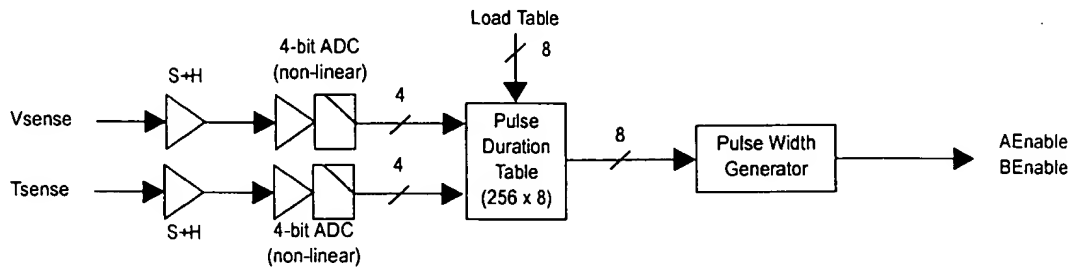 Load Table
8
4-bit ADC
(non-linear)
S+H
4
Vsense
Pulse
Duration
Table
(256 x 8)
8
Pulse Width
Generator
AEnable
BEnable
4
Tsense
S+H
4-bit ADC
(non-linear)